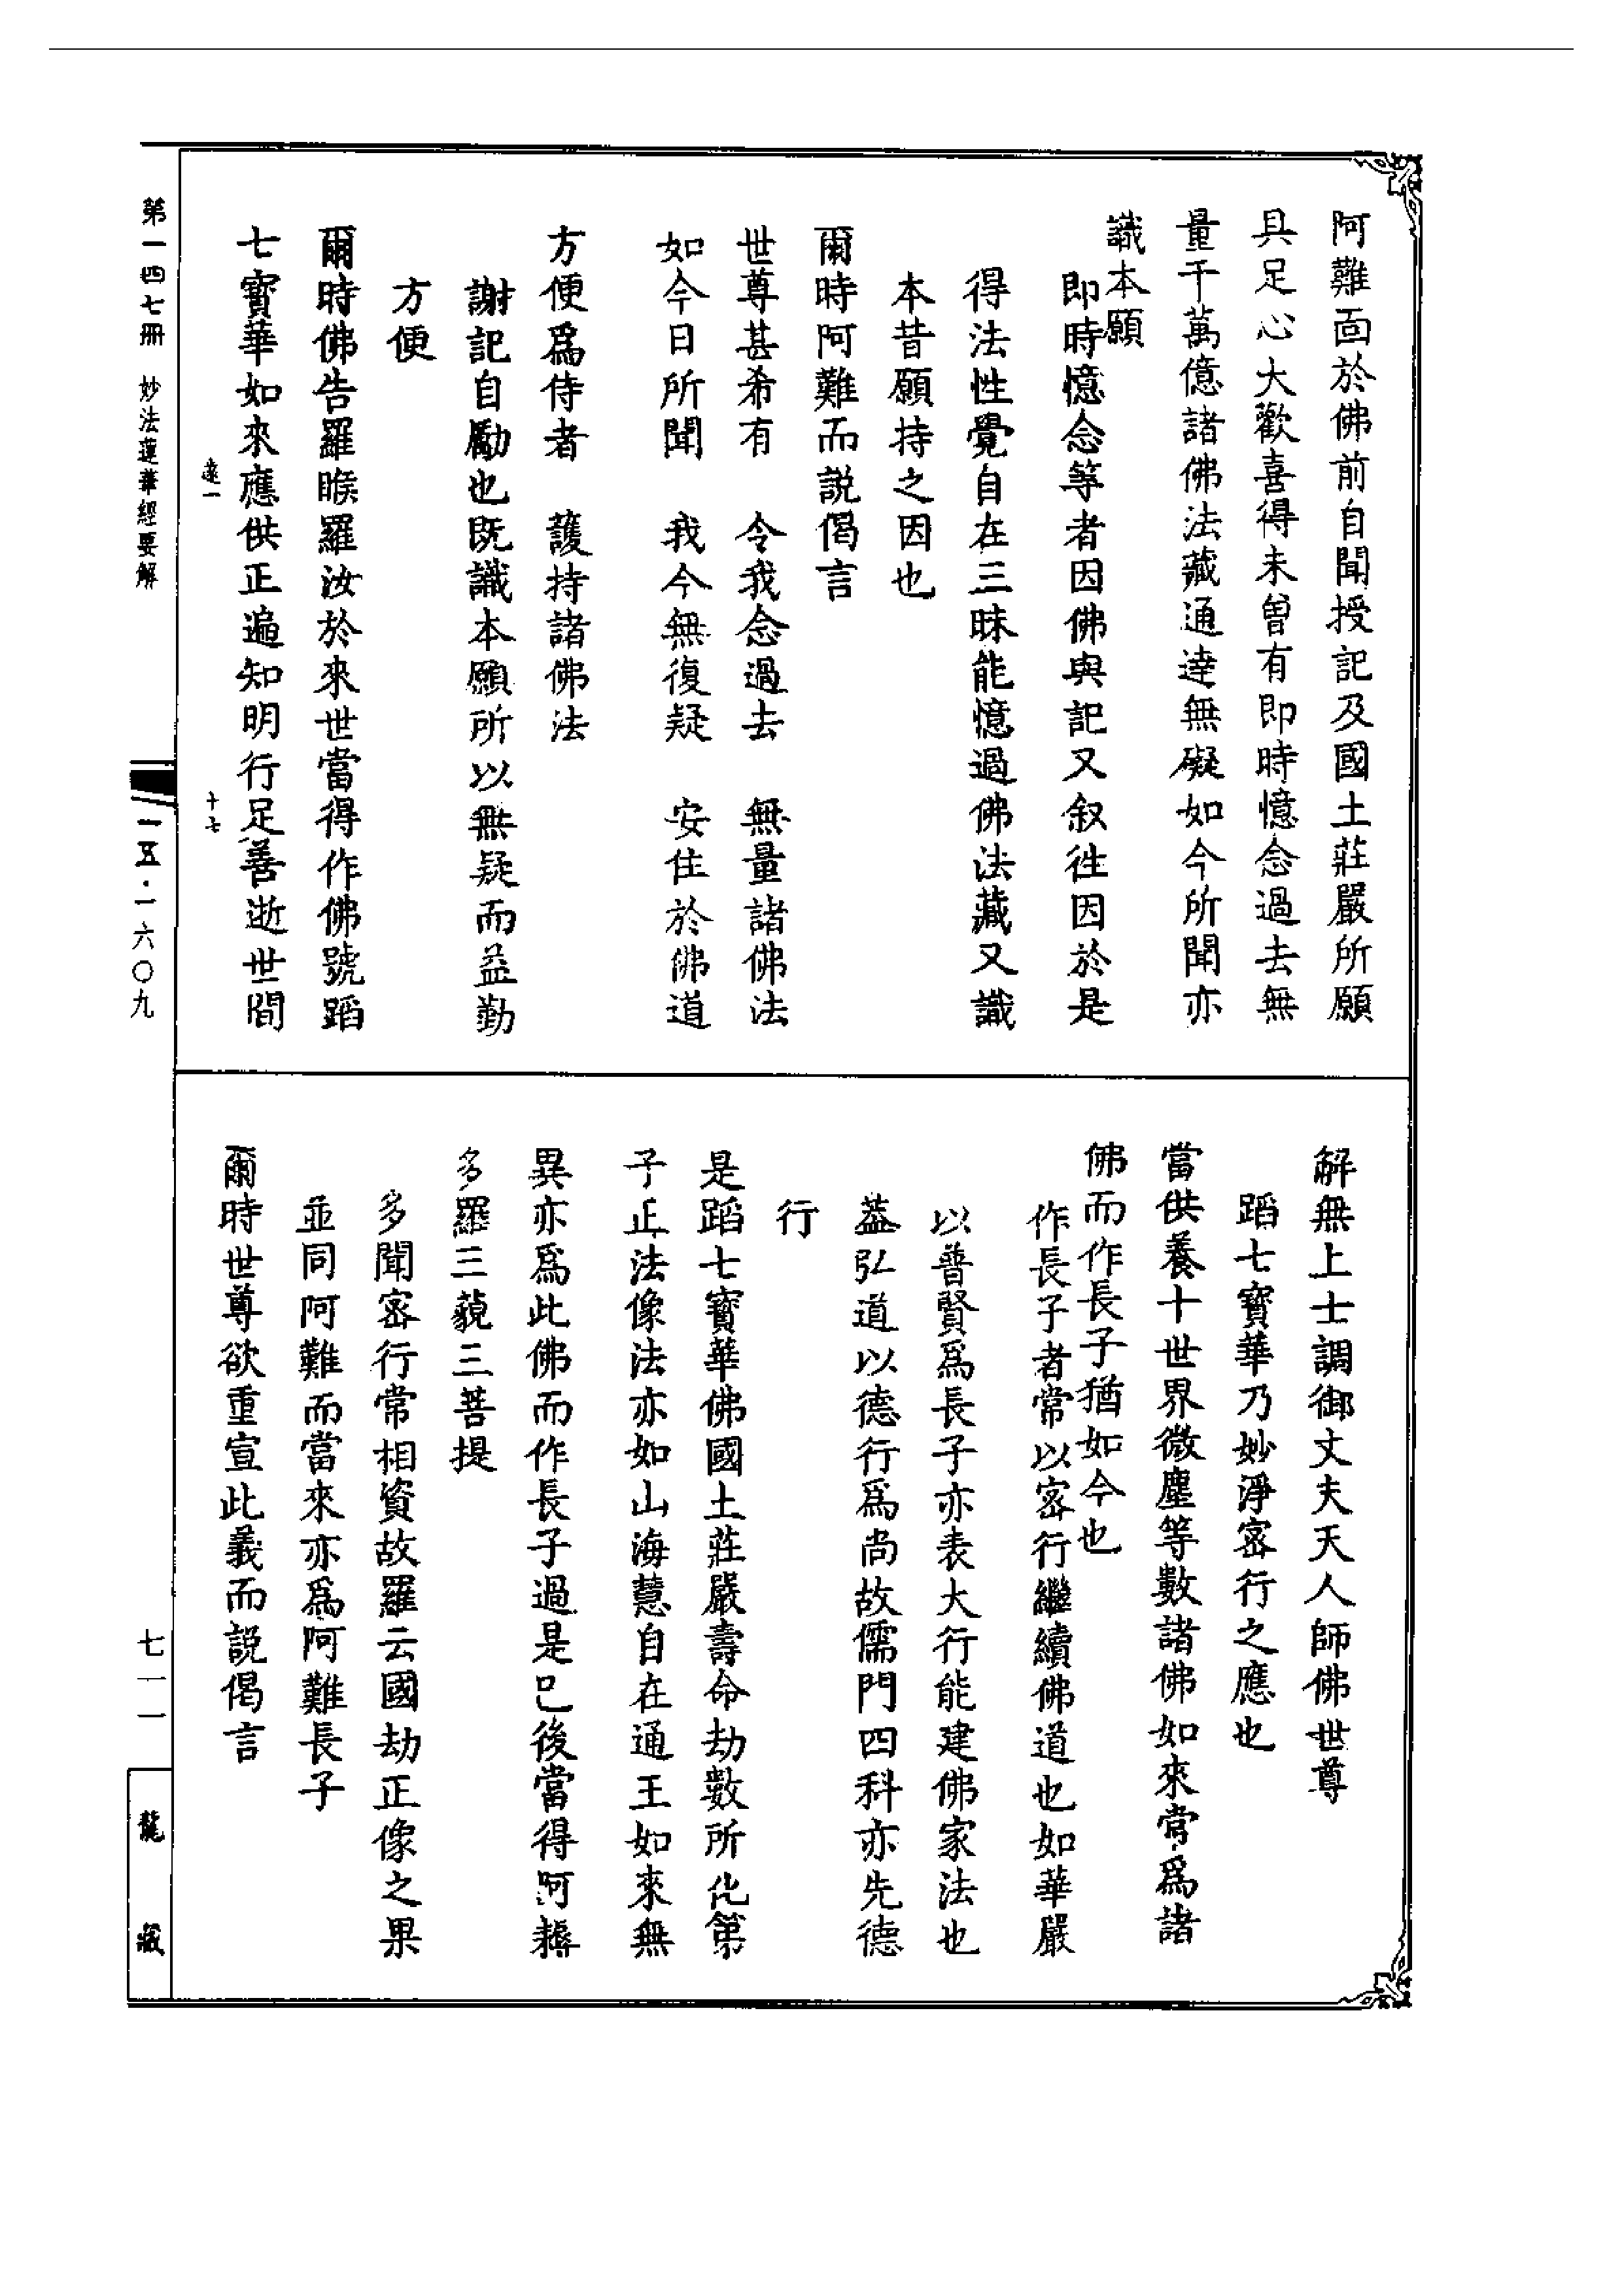 阿難面於佛前自聞授記及國土莊嚴所願
具足心大歡喜得未曾有即時憶念過去無
量千萬億諸佛法藏通達無礙如今所聞亦
識本願
即時憶念等者因佛與記又叙往因於是
得法性覺自在三昧能憶過佛法藏又識
本昔願持之因也
爾時阿難而説偈言
世尊甚希有　令我念過去　無量諸佛法
如今日所聞　我今無復疑　安住於佛道
方便爲侍者　護持諸佛法
謝記自勵也既識本願所以無疑而益勤
方便
爾時佛告羅睺羅汝於來世當得作佛號蹈
七寳華如來應供正遍知明行足善逝世間
解無上士調御丈夫天人師佛世尊
蹈七寳華乃妙淨密行之應也
當供養十世界微塵等數諸佛如來常爲諸
佛而作長子猶如今也
作長子者常以密行繼續佛道也如華嚴
以普賢爲長子亦表大行能建佛家法也
葢弘道以德行爲尚故儒門四科亦先德
行
是蹈七寳華佛國土莊嚴壽命劫數所化第
子正法像法亦如山海慧自在通王如來無
異亦爲此佛而作長子過是已後當得阿耨
多羅三藐三菩提
多聞密行常相資故羅云國劫正像之果
並同阿難而當來亦爲阿難長子
爾時世尊欲重宣此義而説偈言
遠一
十七
第一四七冊　妙法蓮華經要解
一五·一六〇九
七一一
龍藏